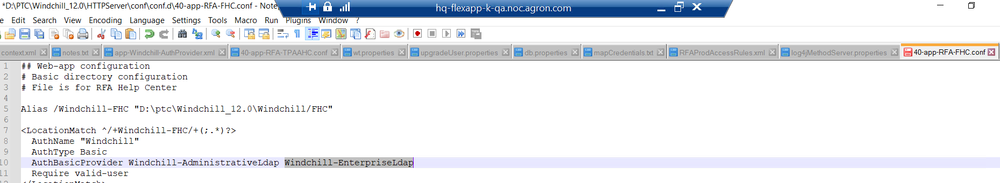 *D:\PTC\Windchill_12.0\HTTPServer\conf\conf.d\40-app-RFA-FHC.conf - Note
hq-flexapp-k-qa.noc.agron.com
e Edit Search View Encoding Language Settings Tools Macro Run Plugins Window ?
context.xml notes.txt app-Windchill-AuthProvider.xml 40-app-RFA-TPAAHC.conf wt.properties upgradeUser.properties db.properties mapCredentials.txt RFAProdAccessRules.xml log4jMethodServer.properties 40-app-RFA-FHC.conf
1 ## Web-app configuration
2 # Basic directory configuration
3 # File is for RFA Help Center
4
5 Alias /Windchill-FHC "D:\ptc\Windchill_12.0\Windchill/FHC"
6
7 <LocationMatch ^/+Windchill-FHC/+(;.*)?>
8 AuthName "Windchill"
9 AuthType Basic
10 AuthBasicProvider Windchill-AdministrativeLdap Windchill-EnterpriseLdap
11 Require valid-user
12 </LocationMatch>